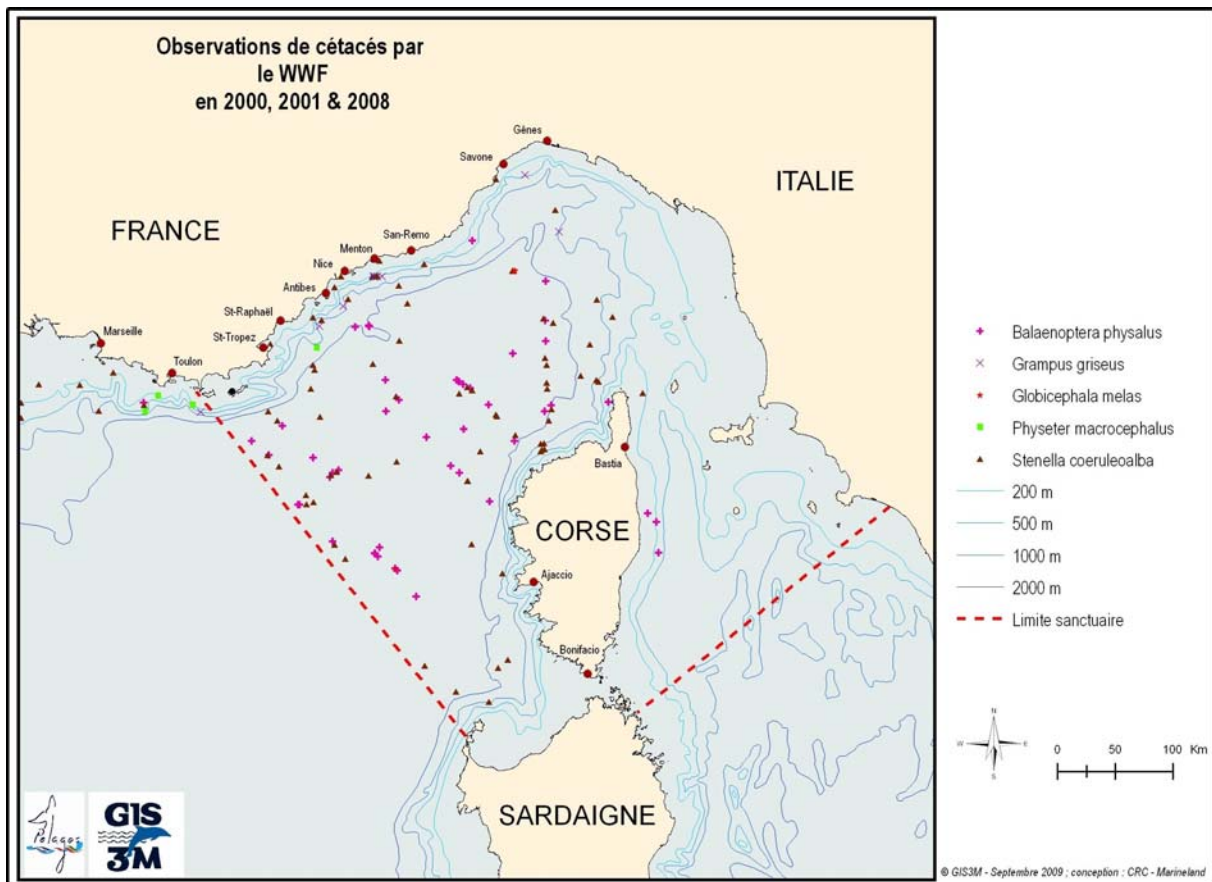 Observations de cétacés par
le WWF
en 2000, 2001 & 2008
Gènes
Savone
ITALIE
FRANCE
San-Remo
Menton
Nice
Antibes
St-Raphaël
St-Tropez
Marseille
Toulon
Bastia
CORSE
Ajaccio
Bonifacio
SARDAIGNE
Pelagos
GIS
3M
Balaenoptera physalus
Grampus griseus
Globicephala melas
Physeter macrocephalus
Stenella coeruleoalba
200 m
500 m
1000 m
2000 m
Limite sanctuaire
N
W E
S
0 50 100 Km
© GIS3M - Septembre 2009 ; conception : CRC - Marineland